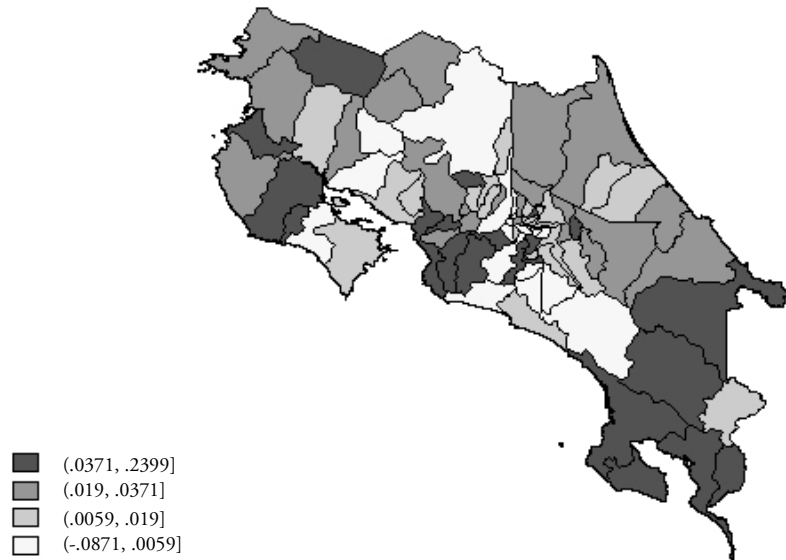 (.0371, .2399]
(.019, .0371]
(.0059, .019]
(-.0871, .0059]